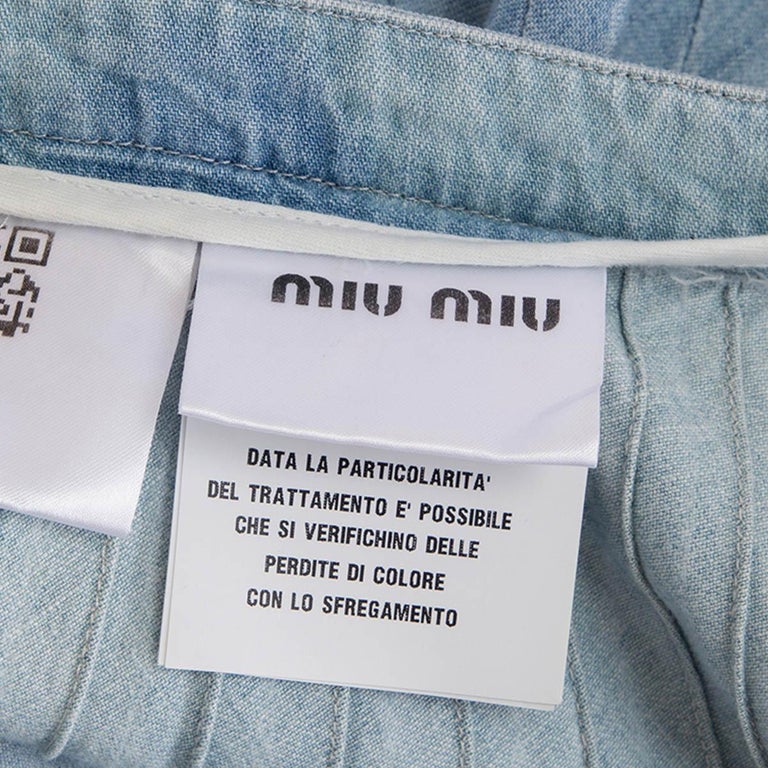 miu miu
DATA LA PARTICOLARITA'
DEL TRATTAMENTO E' POSSIBILE
CHE SI VERIFICHINO DELLE
PERDITE DI COLORE
CON LO SFREGAMENTO